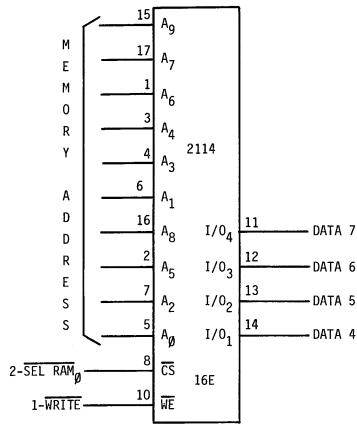 MEMORY ADDRESS
15 A9
17 A7
1 A6
3 A4
4 A3
2114
6 A1
16 A8 I/O4 11 DATA 7
2 A5 I/O3 12 DATA 6
7 A2 I/O2 13 DATA 5
5 A0 I/O1 14 DATA 4
2-SEL RAM0 8 CS
16E
1-WRITE 10 WE